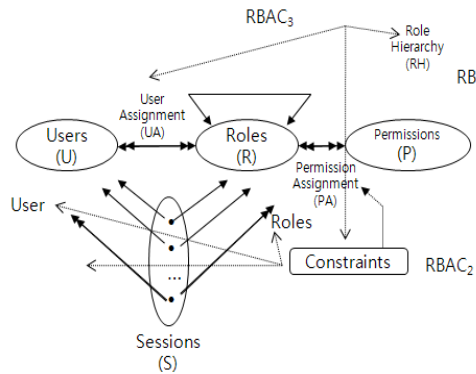 RBAC3
Role
Hierarchy
(RH)
RB
User
Assignment
(UA)
Users
(U)
Roles
(R)
Permissions
(P)
Permission
Assignment
(PA)
User
Roles
...
Constraints
RBAC2
Sessions
(S)